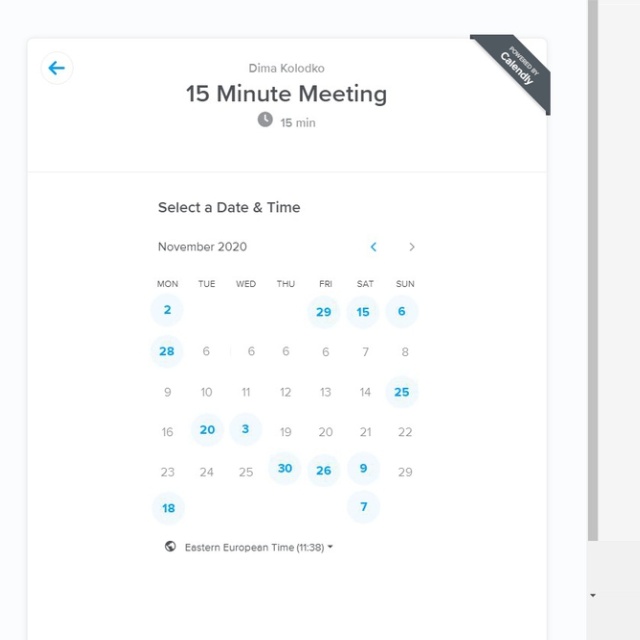 POWERED BY
Calendly
Dima Kolodko
15 Minute Meeting
15 min
Select a Date & Time
November 2020
MON TUE WED THU FRI SAT SUN
2 29 15 6
28 6 6 6 6 7 8
9 10 11 12 13 14 25
16 20 3 19 20 21 22
23 24 25 30 26 9 29
18 7
Eastern European Time (11:38)